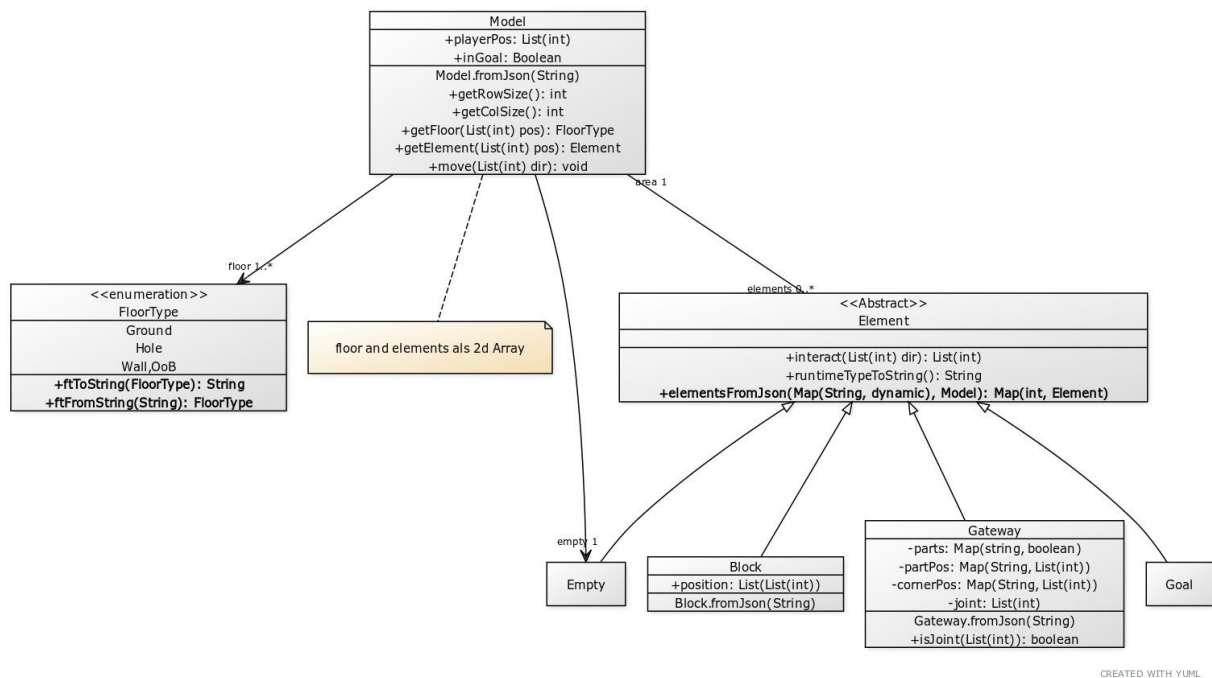 Model
+playerPos: List(int)
+inGoal: Boolean
Model.fromJson(String)
+getRowSize(): int
+getColSize(): int
+getFloor(List(int) pos): FloorType
+getElement(List(int) pos): Element
+move(List(int) dir): void
area 1
floor 1..*
elements 0..*
<<enumeration>>
FloorType
Ground
Hole
Wall,OoB
+ftToString(FloorType): String
+ftFromString(String): FloorType
floor and elements als 2d Array
<<Abstract>>
Element
+interact(List(int) dir): List(int)
+runtimeTypeToString(): String
+elementsFromJson(Map(String, dynamic), Model): Map(int, Element)
empty 1
Empty
Block
+position: List(List(int))
Block.fromJson(String)
Gateway
-parts: Map(string, boolean)
-partPos: Map(String, List(int))
-cornerPos: Map(String, List(int))
-joint: List(int)
Gateway.fromJson(String)
+isJoint(List(int)): boolean
Goal
CREATED WITH YUML